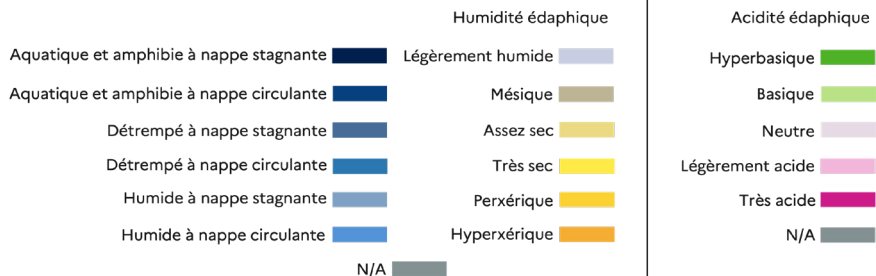 Humidité édaphique
Aquatique et amphibie à nappe stagnante
Aquatique et amphibie à nappe circulante
Détrempé à nappe stagnante
Détrempé à nappe circulante
Humide à nappe stagnante
Humide à nappe circulante
Légèrement humide
Mésique
Assez sec
Très sec
Perxérique
Hyperxérique
N/A
Acidité édaphique
Hyperbasique
Basique
Neutre
Légèrement acide
Très acide
N/A